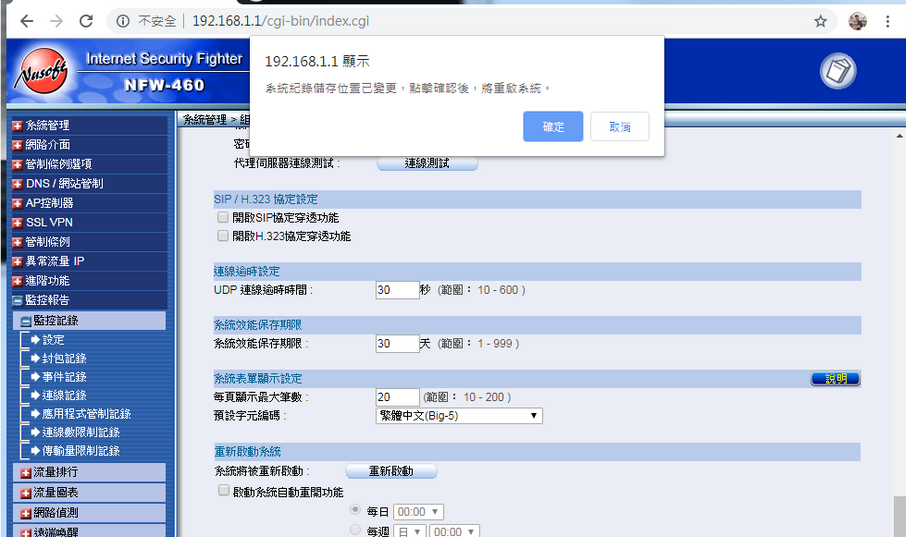 不安全 | 192.168.1.1/cgi-bin/index.cgi
Nusoft
Internet Security Fighter
NFW-460
192.168.1.1 顯示
系統紀錄儲存位置已變更，點擊確認後，將重啟系統。
確定
取消
系統管理
網路介面
管制條例選項
DNS / 網站管制
AP控制器
SSL VPN
管制條例
異常流量 IP
進階功能
監控報告
監控記錄
設定
封包記錄
事件記錄
連線記錄
應用程式管制記錄
連線數限制記錄
傳輸量限制記錄
流量排行
流量圖表
網路偵測
遠端喚醒
系統管理 > 組
代理伺服器連線測試 :
連線測試
SIP / H.323 協定設定
開啟SIP協定穿透功能
開啟H.323協定穿透功能
連線逾時設定
UDP 連線逾時時間 : 30 秒 (範圍 : 10 - 600 )
系統效能保存期限
系統效能保存期限 : 30 天 (範圍 : 1 - 999 )
系統表單顯示設定
說明
每頁顯示最大筆數 : 20 (範圍 : 10 - 200 )
預設字元編碼 : 繁體中文(Big-5)
重新啟動系統
系統將被重新啟動 : 重新啟動
啟動系統自動重開功能
每日 00:00
每週 日 00:00